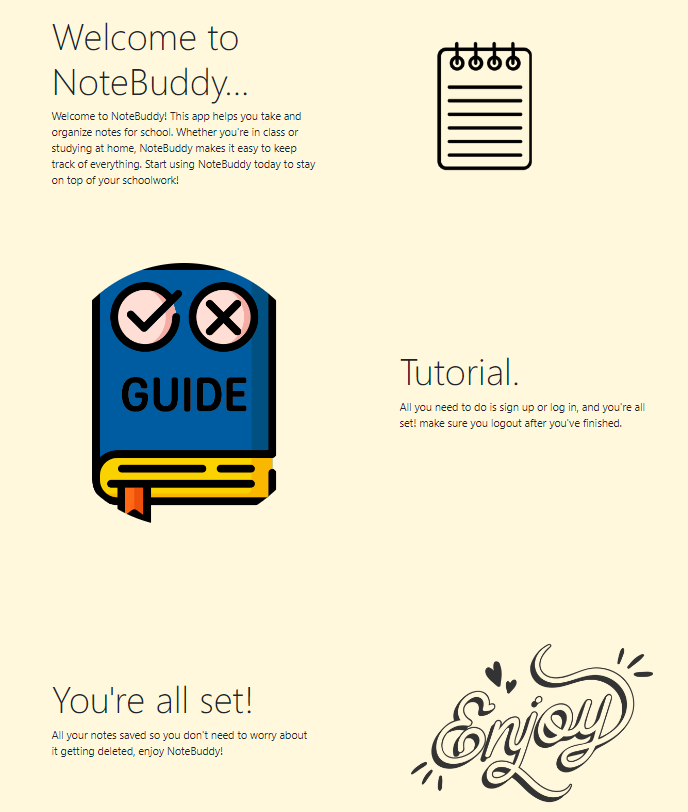 Welcome to
NoteBuddy...
Welcome to NoteBuddy! This app helps you take and
organize notes for school. Whether you're in class or
studying at home, NoteBuddy makes it easy to keep
track of everything. Start using NoteBuddy today to stay
on top of your schoolwork!
GUIDE
Tutorial.
All you need to do is sign up or log in, and you're all
set! make sure you logout after you've finished.
You're all set!
All your notes saved so you don't need to worry about
it getting deleted, enjoy NoteBuddy!
Enjoy